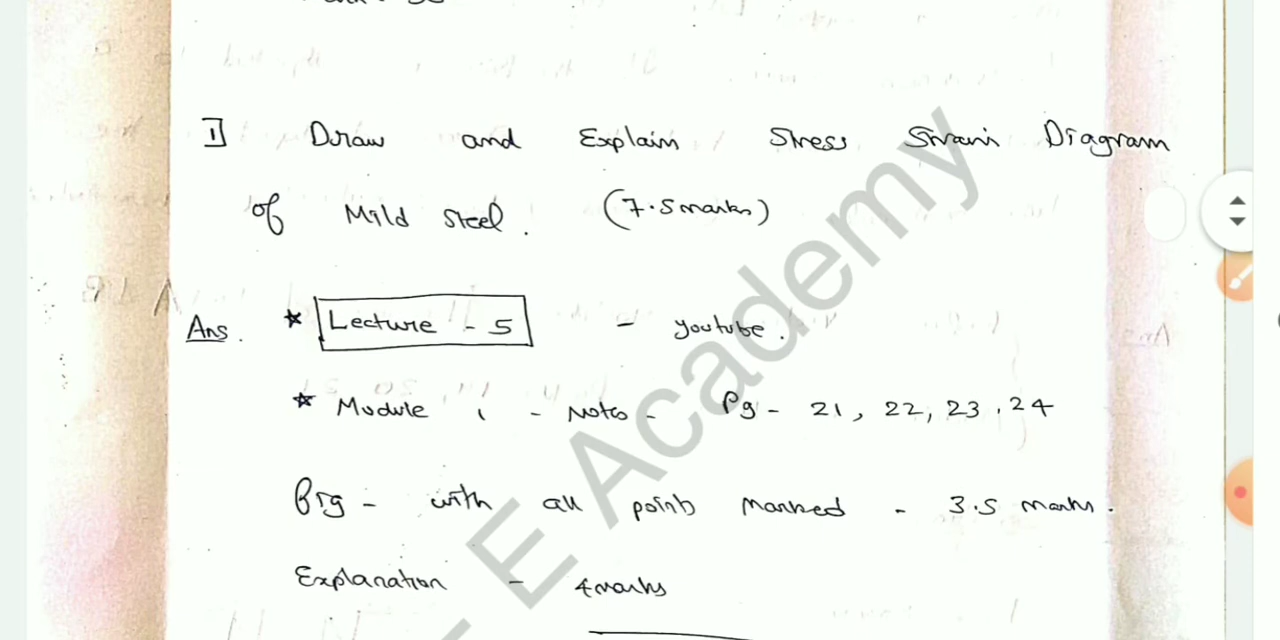 1] Draw and Explain Stress Strain Diagram
of Mild steel. (7.5 marks)
Ans. * Lecture - 5 - youtube.
* Module 1 - Notes - Pg - 21, 22, 23, 24
Fig - with all points marked - 3.5 marks.
Explanation - 4 marks
E Academy